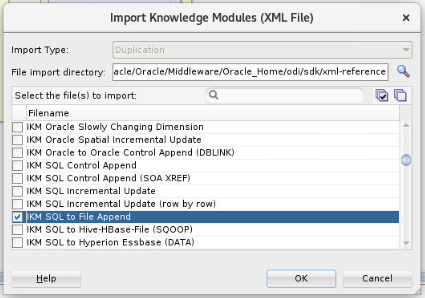 Import Knowledge Modules (XML File)
Import Type: Duplication
File import directory: acle/Oracle/Middleware/Oracle_Home/odi/sdk/xml-reference
Select the file(s) to import:
Filename
IKM Oracle Slowly Changing Dimension
IKM Oracle Spatial Incremental Update
IKM Oracle to Oracle Control Append (DBLINK)
IKM SQL Control Append
IKM SQL Control Append (SOA XREF)
IKM SQL Incremental Update
IKM SQL Incremental Update (row by row)
IKM SQL to File Append
IKM SQL to Hive-HBase-File (SQOOP)
IKM SQL to Hyperion Essbase (DATA)
Help OK Cancel